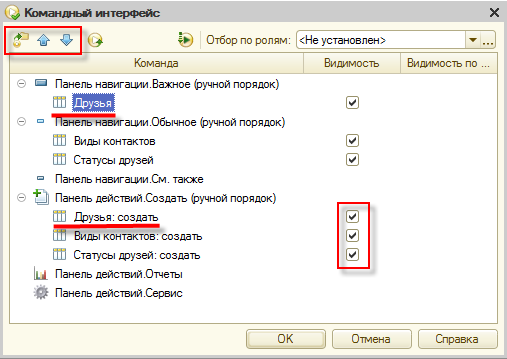 Командный интерфейс
Отбор по ролям: <Не установлен>
Команда Видимость Видимость по ...
Панель навигации.Важное (ручной порядок)
Друзья
Панель навигации.Обычное (ручной порядок)
Виды контактов
Статусы друзей
Панель навигации.См. также
Панель действий.Создать (ручной порядок)
Друзья: создать
Виды контактов: создать
Статусы друзей: создать
Панель действий.Отчеты
Панель действий.Сервис
OK Отмена Справка